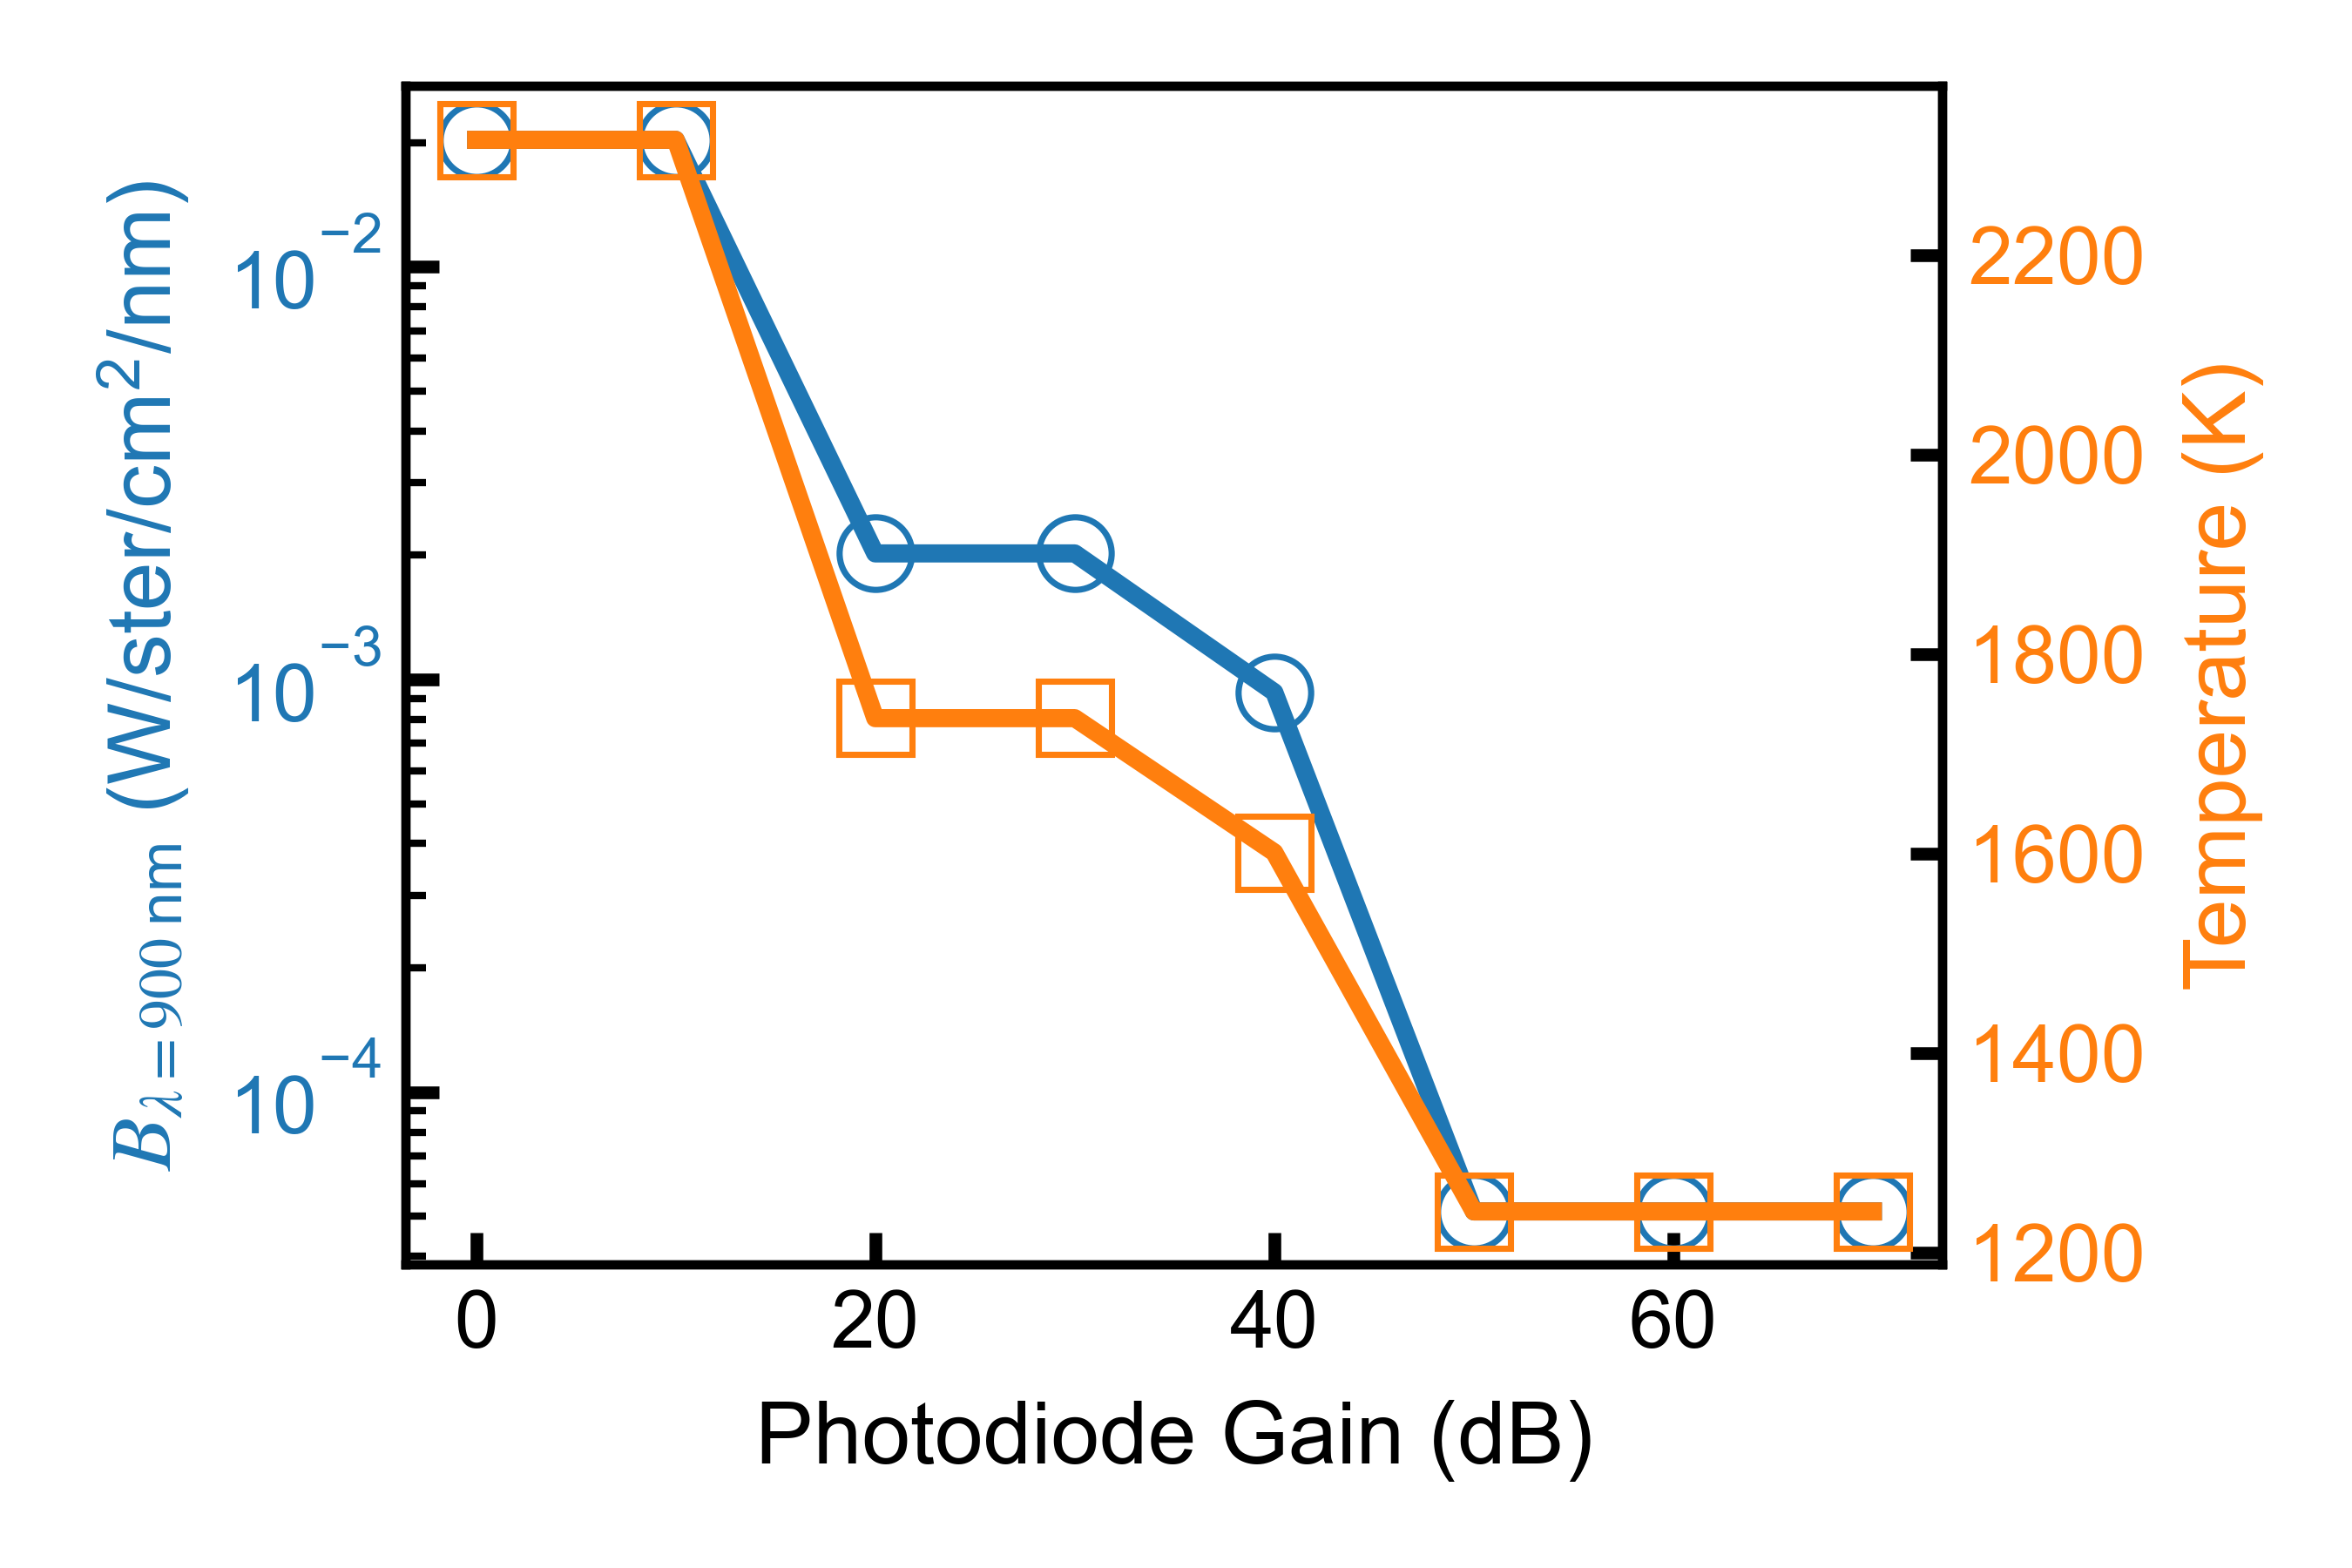 B λ = 900 nm (W/ster/cm²/nm)
10⁻²
10⁻³
10⁻⁴
2200
2000
1800
1600
1400
1200
Temperature (K)
0 20 40 60
Photodiode Gain (dB)